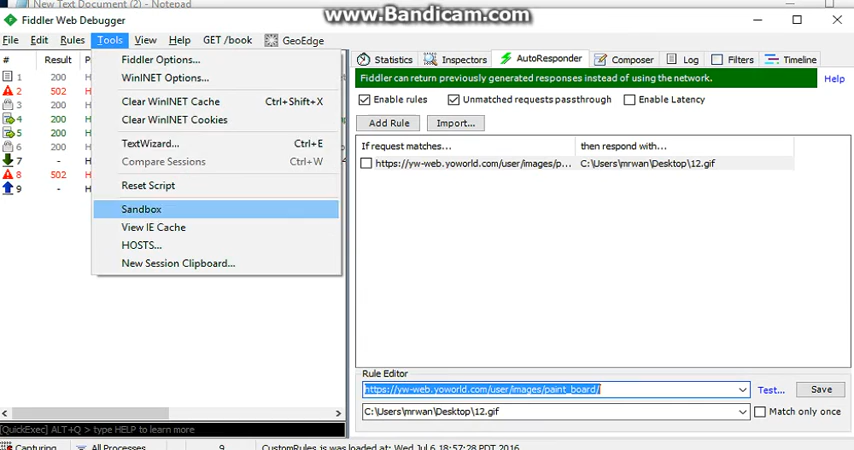 New Text Document (2) - Notepad
www.Bandicam.com
Fiddler Web Debugger
File Edit Rules Tools View Help GET /book GeoEdge
# Result
1 200
2 502
3 200
4 200
5 200
6 200
7 -
8 502
9 -
Fiddler Options...
WinINET Options...
Clear WinINET Cache Ctrl+Shift+X
Clear WinINET Cookies
TextWizard... Ctrl+E
Compare Sessions Ctrl+W
Reset Script
Sandbox
View IE Cache
HOSTS...
New Session Clipboard...
Statistics Inspectors AutoResponder Composer Log Filters Timeline
Fiddler can return previously generated responses instead of using the network. Help
Enable rules Unmatched requests passthrough Enable Latency
Add Rule Import...
If request matches... then respond with...
https://yw-web.yoworld.com/user/images/p... C:\Users\mrwan\Desktop\12.gif
Rule Editor
https://yw-web.yoworld.com/user/images/paint_board/ Test... Save
C:\Users\mrwan\Desktop\12.gif Match only once
[QuickExec] ALT+Q > type HELP to learn more
Capturing All Processes 9 CustomRules.js was loaded at: Wed Jul 6 18:57:28 PDT 2016